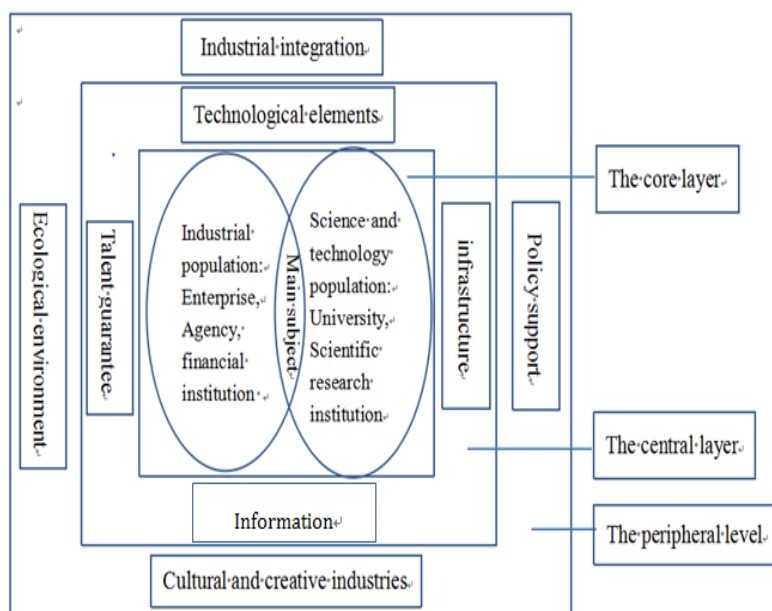 Industrial integration
Technological elements
The core layer
Ecological environment
Talent guarantee
Industrial
population:
Enterprise,
Agency,
financial
institution
Main subject
Science and
technology
population:
University,
Scientific
research
institution
infrastructure
Policy support
The central layer
Information
The peripheral level
Cultural and creative industries